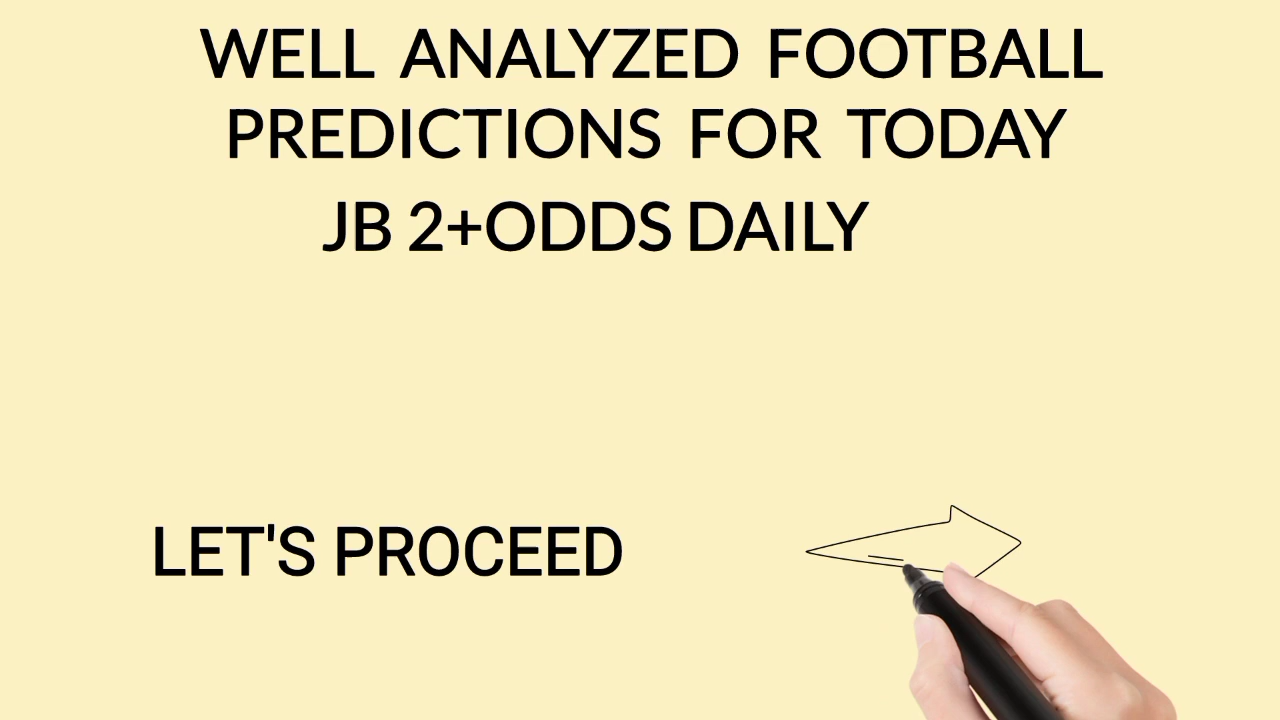 WELL ANALYZED FOOTBALL
PREDICTIONS FOR TODAY
JB 2+ODDS DAILY
LET'S PROCEED